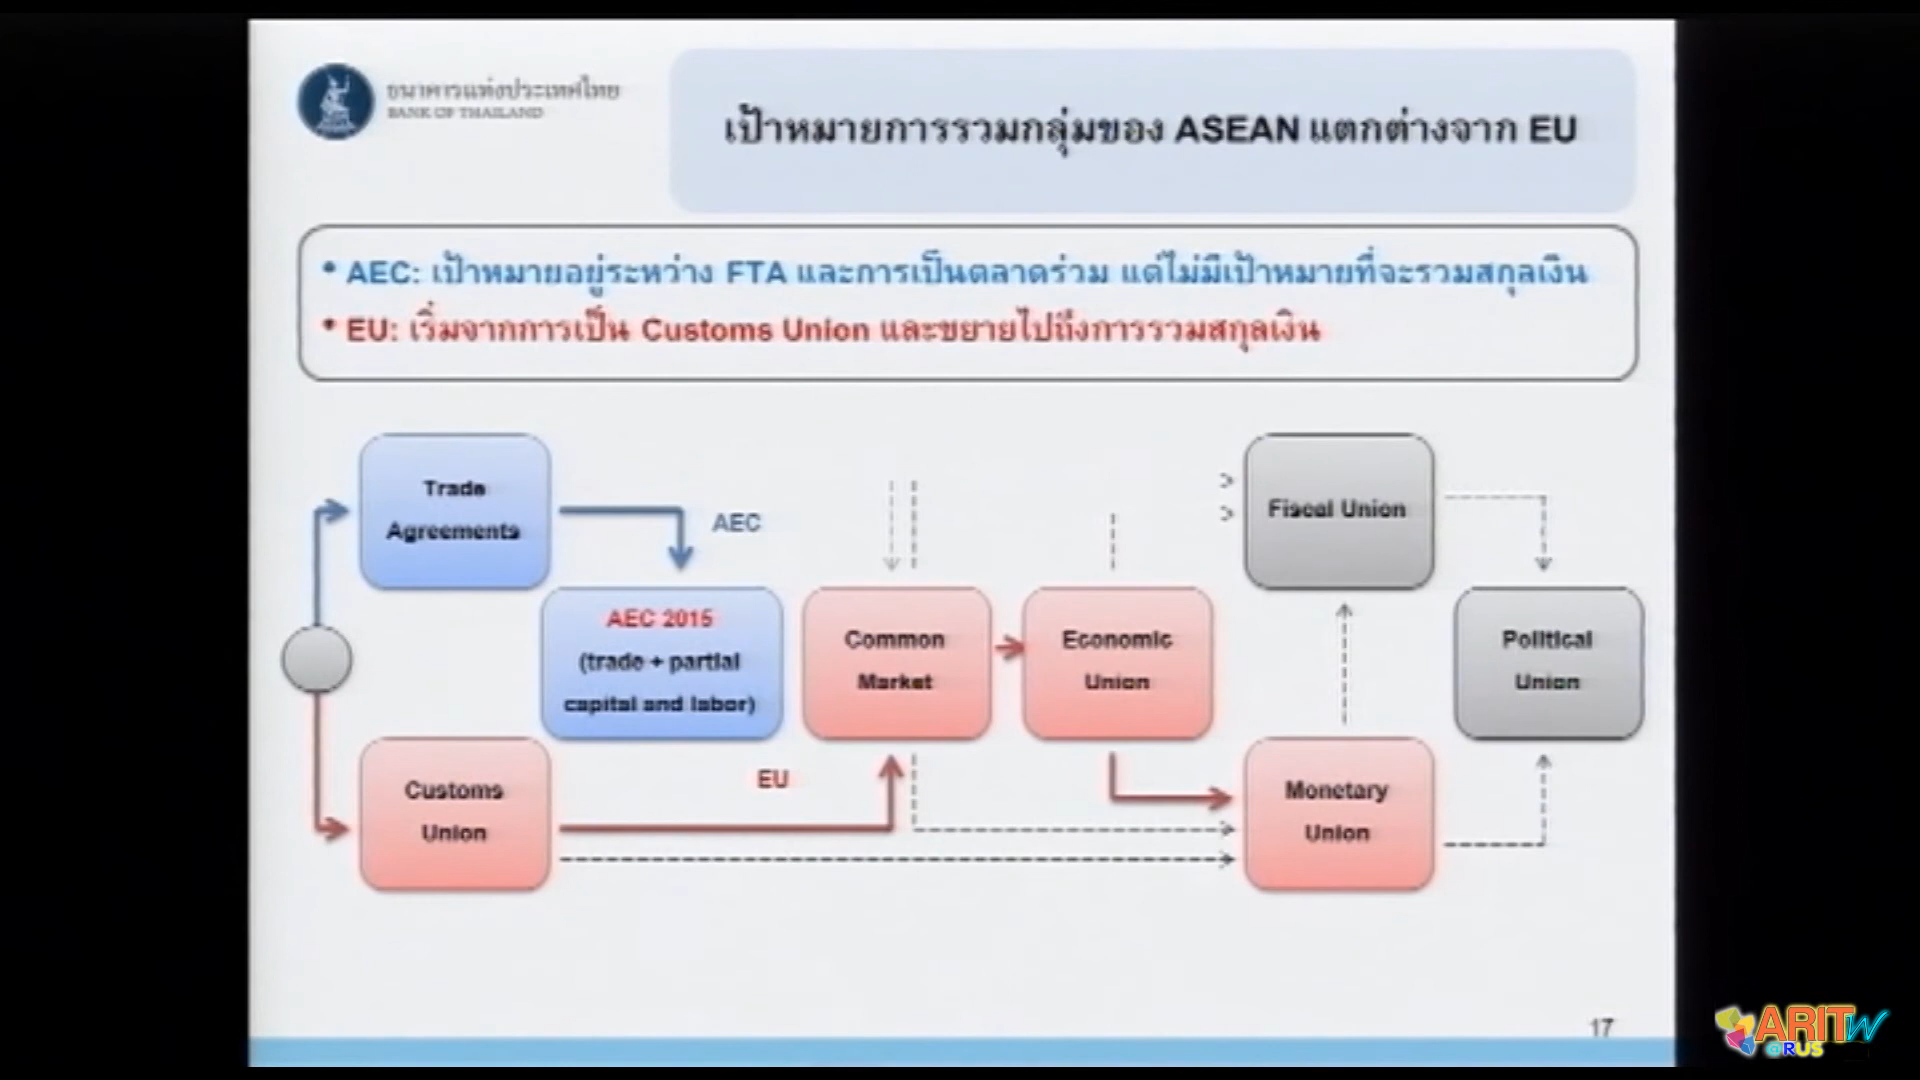 ธนาคารแห่งประเทศไทย
BANK OF THAILAND
เป้าหมายการรวมกลุ่มของ ASEAN แตกต่างจาก EU
• AEC: เป้าหมายอยู่ระหว่าง FTA และการเป็นตลาดร่วม แต่ไม่มีเป้าหมายที่จะรวมสกุลเงิน
• EU: เริ่มจากการเป็น Customs Union และขยายไปถึงการรวมสกุลเงิน
Trade
Agreements
AEC
Fiscal Union
AEC 2015
(trade + partial
capital and labor)
Common
Market
Economic
Union
Political
Union
Customs
Union
EU
Monetary
Union
17
ARITW
@RUS